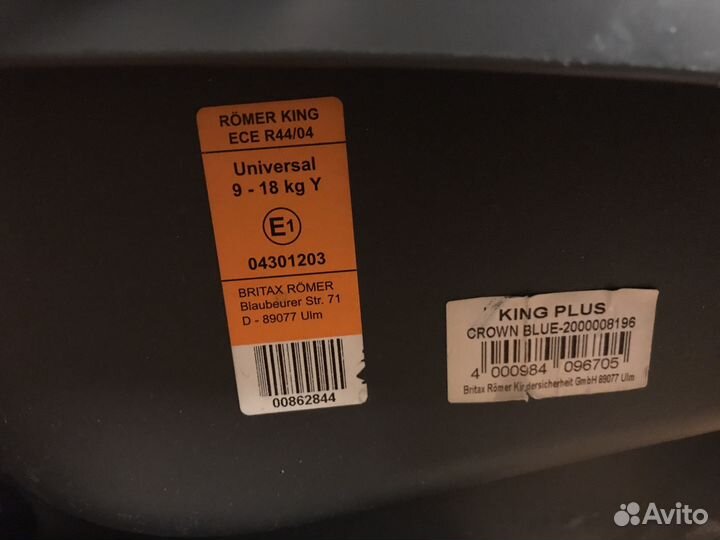 RÖMER KING
ECE R44/04
Universal
9 - 18 kg Y
E1
04301203
BRITAX RÖMER
Blaubeurer Str. 71
D - 89077 Ulm
00862844
KING PLUS
CROWN BLUE-2000008196
4 000984 096705
Britax Römer Kindersicherheit GmbH 89077 Ulm
Avito